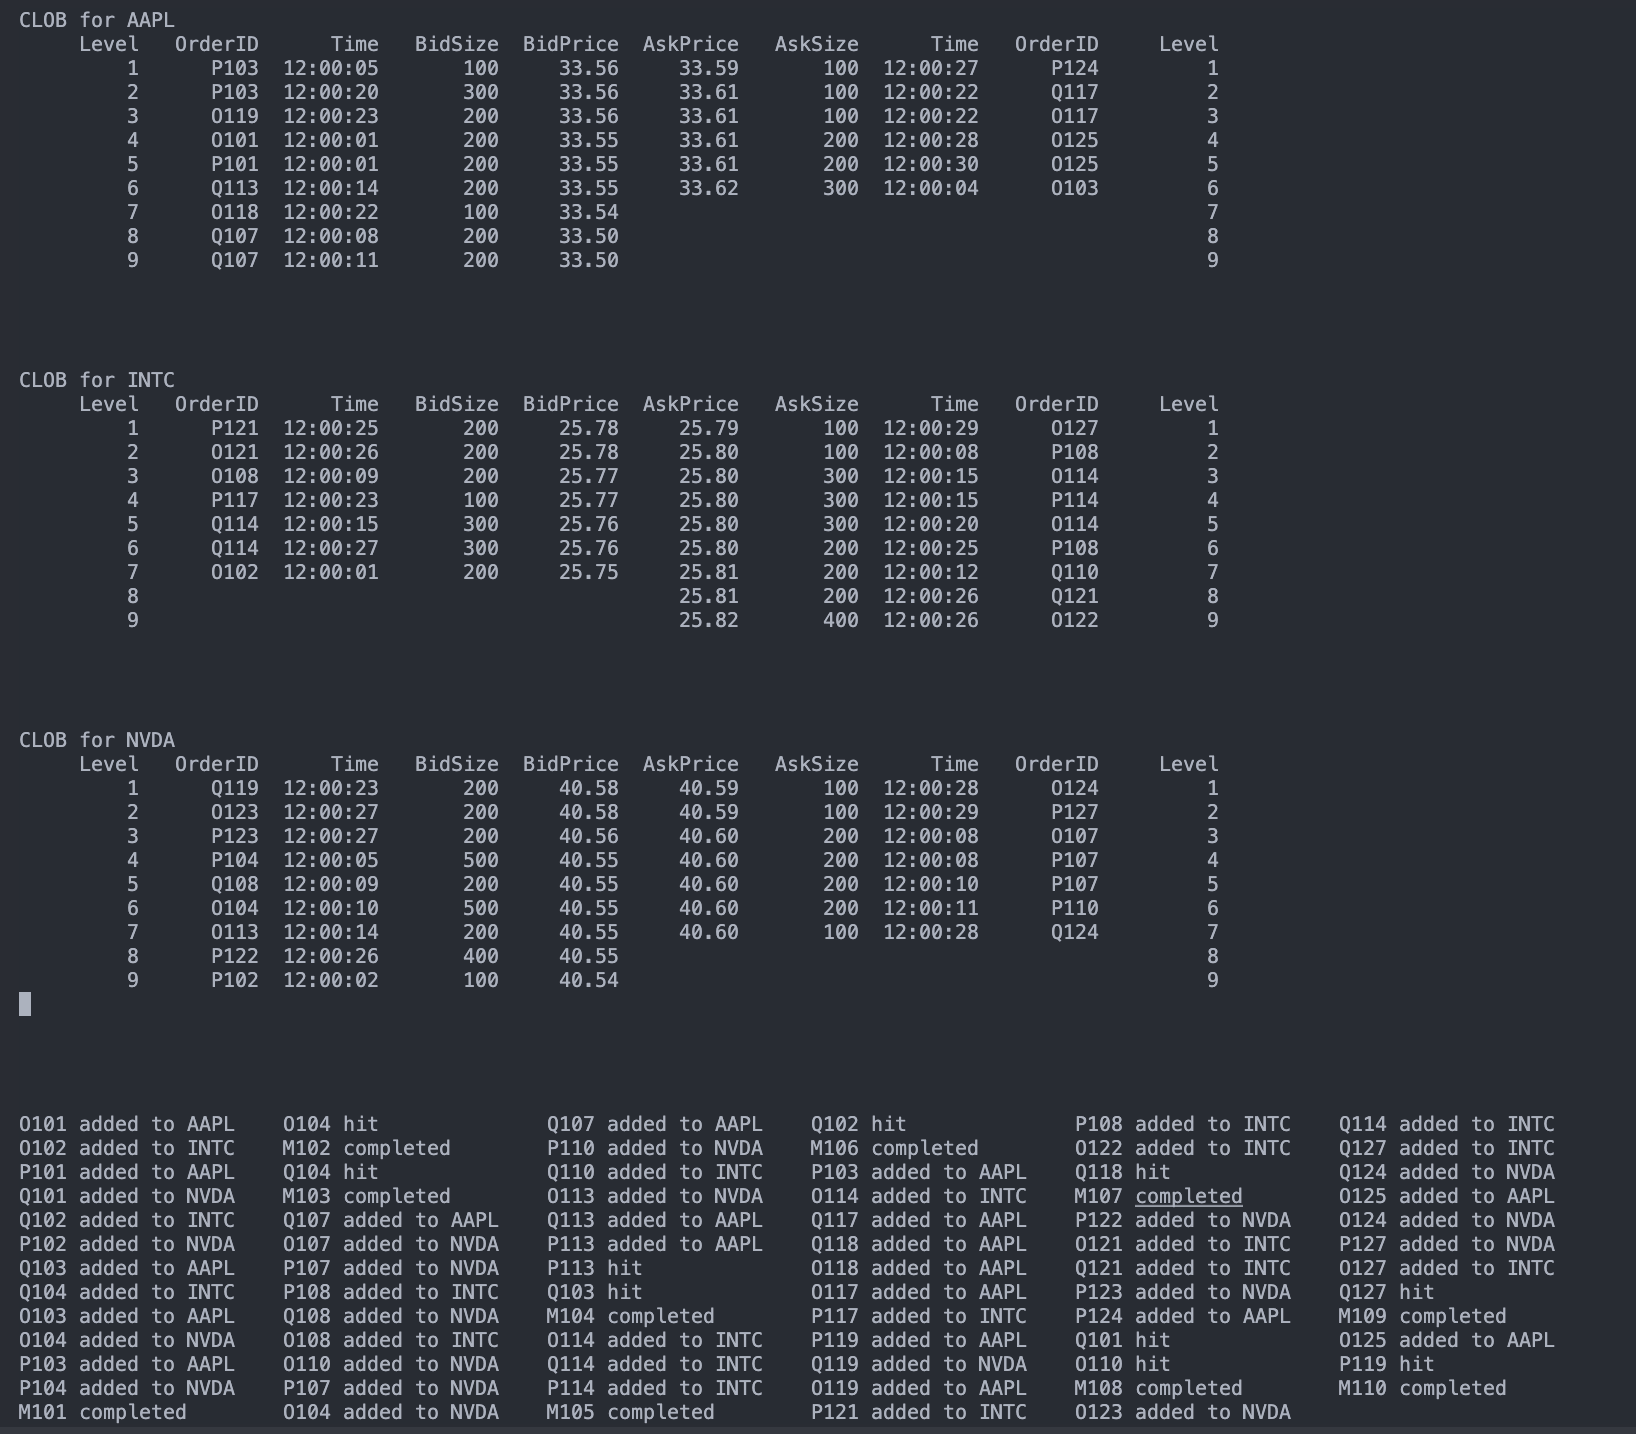 CLOB for AAPL
Level OrderID Time BidSize BidPrice AskPrice AskSize Time OrderID Level
1 P103 12:00:05 100 33.56 33.59 100 12:00:27 P124 1
2 P103 12:00:20 300 33.56 33.61 100 12:00:22 Q117 2
3 O119 12:00:23 200 33.56 33.61 100 12:00:22 O117 3
4 O101 12:00:01 200 33.55 33.61 200 12:00:28 O125 4
5 P101 12:00:01 200 33.55 33.61 200 12:00:30 O125 5
6 Q113 12:00:14 200 33.55 33.62 300 12:00:04 O103 6
7 O118 12:00:22 100 33.54 7
8 Q107 12:00:08 200 33.50 8
9 Q107 12:00:11 200 33.50 9
CLOB for INTC
Level OrderID Time BidSize BidPrice AskPrice AskSize Time OrderID Level
1 P121 12:00:25 200 25.78 25.79 100 12:00:29 O127 1
2 O121 12:00:26 200 25.78 25.80 100 12:00:08 P108 2
3 O108 12:00:09 200 25.77 25.80 300 12:00:15 O114 3
4 P117 12:00:23 100 25.77 25.80 300 12:00:15 P114 4
5 Q114 12:00:15 300 25.76 25.80 300 12:00:20 O114 5
6 Q114 12:00:27 300 25.76 25.80 200 12:00:25 P108 6
7 O102 12:00:01 200 25.75 25.81 200 12:00:12 Q110 7
8 25.81 200 12:00:26 Q121 8
9 25.82 400 12:00:26 O122 9
CLOB for NVDA
Level OrderID Time BidSize BidPrice AskPrice AskSize Time OrderID Level
1 Q119 12:00:23 200 40.58 40.59 100 12:00:28 O124 1
2 O123 12:00:27 200 40.58 40.59 100 12:00:29 P127 2
3 P123 12:00:27 200 40.56 40.60 200 12:00:08 O107 3
4 P104 12:00:05 500 40.55 40.60 200 12:00:08 P107 4
5 Q108 12:00:09 200 40.55 40.60 200 12:00:10 P107 5
6 O104 12:00:10 500 40.55 40.60 200 12:00:11 P110 6
7 O113 12:00:14 200 40.55 40.60 100 12:00:28 Q124 7
8 P122 12:00:26 400 40.55 8
9 P102 12:00:02 100 40.54 9
O101 added to AAPL O104 hit Q107 added to AAPL Q102 hit P108 added to INTC Q114 added to INTC
O102 added to INTC M102 completed P110 added to NVDA M106 completed O122 added to INTC Q127 added to INTC
P101 added to AAPL Q104 hit Q110 added to INTC P103 added to AAPL Q118 hit Q124 added to NVDA
Q101 added to NVDA M103 completed O113 added to NVDA O114 added to INTC M107 completed O125 added to AAPL
Q102 added to INTC Q107 added to AAPL Q113 added to AAPL Q117 added to AAPL P122 added to NVDA O124 added to NVDA
P102 added to NVDA O107 added to NVDA P113 added to AAPL Q118 added to AAPL O121 added to INTC P127 added to NVDA
Q103 added to AAPL P107 added to NVDA P113 hit O118 added to AAPL Q121 added to INTC O127 added to INTC
Q104 added to INTC P108 added to INTC Q103 hit O117 added to AAPL P123 added to NVDA Q127 hit
O103 added to AAPL Q108 added to NVDA M104 completed P117 added to INTC P124 added to AAPL M109 completed
O104 added to NVDA O108 added to INTC O114 added to INTC P119 added to AAPL Q101 hit O125 added to AAPL
P103 added to AAPL O110 added to NVDA Q114 added to INTC Q119 added to NVDA O110 hit P119 hit
P104 added to NVDA P107 added to NVDA P114 added to INTC O119 added to AAPL M108 completed M110 completed
M101 completed O104 added to NVDA M105 completed P121 added to INTC O123 added to NVDA